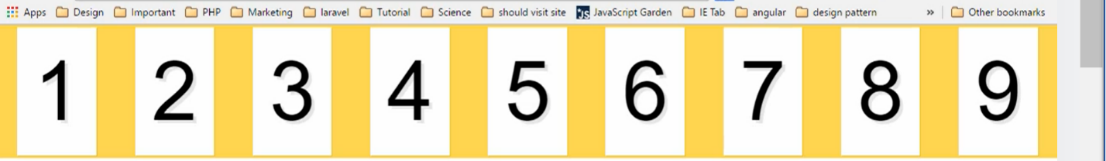 Apps Design Important PHP Marketing laravel Tutorial Science should visit site JS JavaScript Garden IE Tab angular design pattern » Other bookmarks
1 2 3 4 5 6 7 8 9